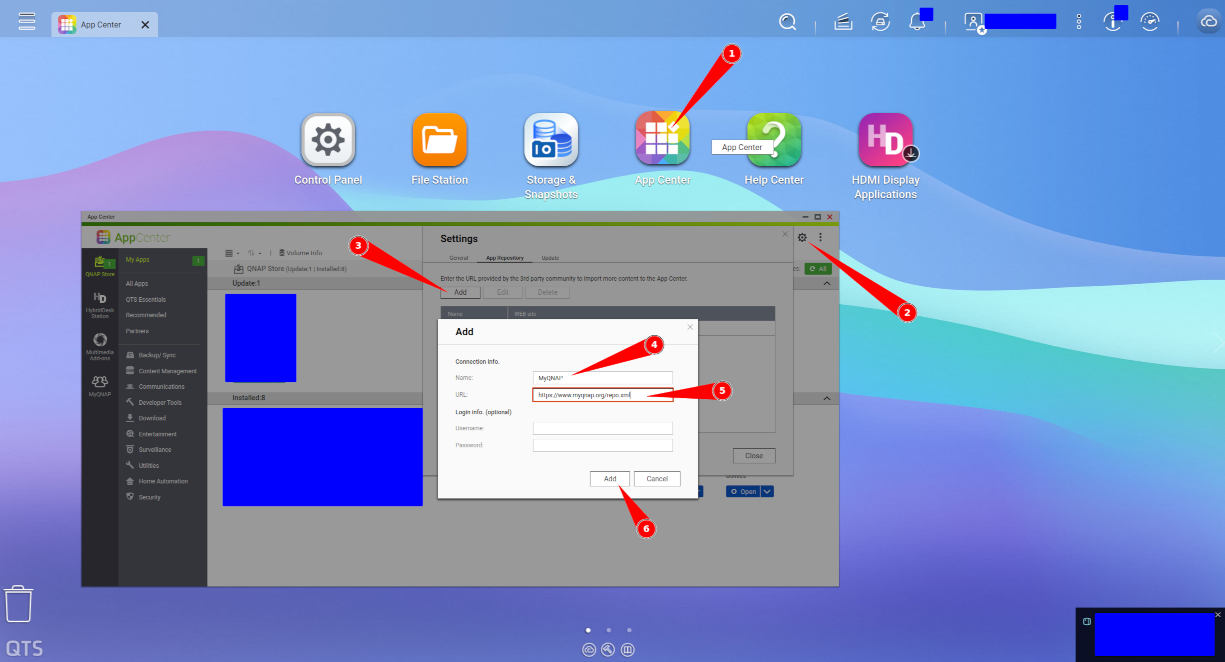 App Center
1
Control Panel
File Station
Storage &
Snapshots
App Center
App Center
Help Center
HDMI Display
Applications
HD
App Center
AppCenter
QNAP Store
1
HD
HybridDesk
Station
Multimedia
Add-ons
MyQNAP
My Apps
1
All Apps
QTS Essentials
Recommended
Partners
Backup/ Sync
Content Management
Communications
Developer Tools
Download
Entertainment
Surveillance
Utilities
Home Automation
Security
Volume Info
QNAP Store (Update:1 | Installed:8)
Update:1
Installed:8
3
Settings
General
App Repository
Update
Enter the URL provided by the 3rd party community to import more content to the App Center.
Add
Edit
Delete
Name
WEB site
All
2
Add
Connection info.
Name:
MyQNAP
4
URL:
https://www.myqnap.org/repo.xml
5
Login info. (optional)
Username:
Password:
Add
Cancel
6
Close
Open
QTS